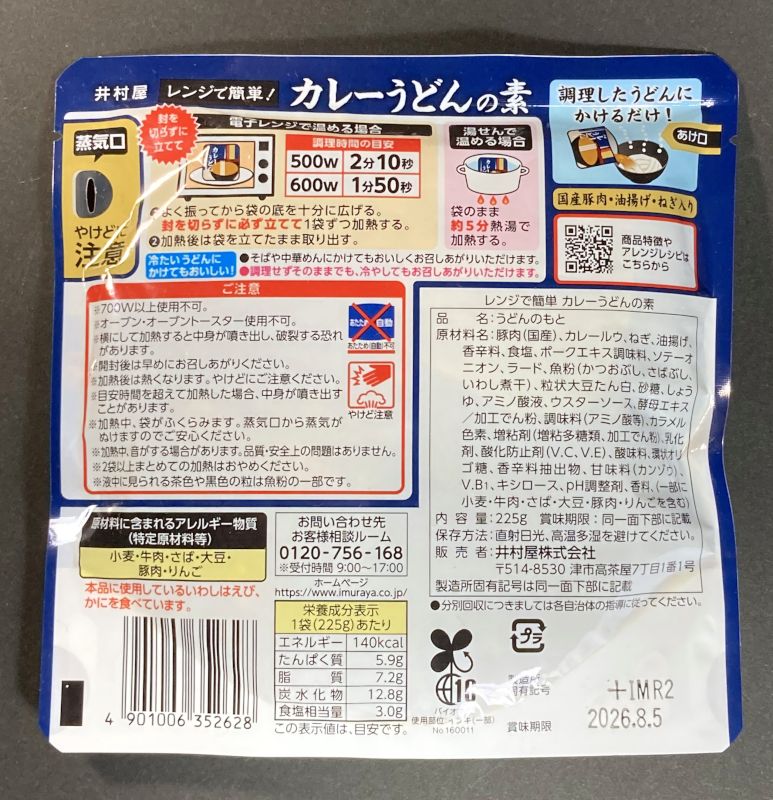 井村屋 レンジで簡単! カレーうどんの素
調理したうどんに
かけるだけ!
あけ口
国産豚肉・油揚げ・ねぎ入り
商品特徴や
アレンジレシピは
こちらから
封を
切らずに
立てて
蒸気口
やけどに
注意
電子レンジで温める場合
調理時間の目安
500W 2分10秒
600W 1分50秒
❶よく振ってから袋の底を十分に広げる。
封を切らずに必ず立てて1袋ずつ加熱する。
❷加熱後は袋を立てたまま取り出す。
湯せんで
温める場合
袋のまま
約5分熱湯で
加熱する。
冷たいうどんに
かけてもおいしい!
●そばや中華めんにかけてもおいしくお召しあがりいただけます。
●調理せずそのままでも、冷やしてもお召しあがりいただけます。
ご注意
※700W以上使用不可。
※オーブン・オーブントースター使用不可。
※横にして加熱すると中身が噴き出し、破裂する恐れ
があります。
※開封後は早めにお召しあがりください。
※加熱後は熱くなります。やけどにご注意ください。
※目安時間を超えて加熱した場合、中身が噴き出す
ことがあります。
※加熱中、袋がふくらみます。蒸気口から蒸気が
ぬけますのでご安心ください。
※加熱中、音がする場合があります。品質・安全上の問題はありません。
※2袋以上まとめての加熱はおやめください。
※液中に見られる茶色や黒色の粒は魚粉の一部です。
あたため 自動
あたため(自動)不可
やけど注意
レンジで簡単 カレーうどんの素
品 名:うどんのもと
原材料名:豚肉(国産)、カレールウ、ねぎ、油揚げ、
香辛料、食塩、ポークエキス調味料、ソテーオ
ニオン、ラード、魚粉(かつおぶし、さばぶし、
いわし煮干)、粒状大豆たん白、砂糖、しょう
ゆ、アミノ酸液、ウスターソース、酵母エキス
/加工でん粉、調味料(アミノ酸等)、カラメル
色素、増粘剤(増粘多糖類、加工でん粉)、乳化
剤、酸化防止剤(V.C、V.E)、酸味料、環状オリ
ゴ糖、香辛料抽出物、甘味料(カンゾウ)、
V.B₁、キシロース、pH調整剤、香料、(一部に
小麦・牛肉・さば・大豆・豚肉・りんごを含む)
内 容 量:225g 賞味期限:同一面下部に記載
保存方法:直射日光、高温多湿を避けてください。
販 売 者:井村屋株式会社
〒514-8530 津市高茶屋7丁目1番1号
製造所固有記号は同一面下部に記載
●分別回収につきましては各自治体の指導に従ってください。
原材料に含まれるアレルギー物質
(特定原材料等)
小麦・牛肉・さば・大豆・
豚肉・りんご
本品に使用しているいわしはえび、
かにを食べています。
お問い合わせ先
お客様相談ルーム
0120-756-168
※受付時間 9:00～17:00
ホームページ
https://www.imuraya.co.jp/
栄養成分表示
1袋(225g)あたり
エネルギー 140kcal
たんぱく質 5.9g
脂質 7.2g
炭水化物 12.8g
食塩相当量 3.0g
この表示値は、目安です。
4 901006 352628
10
バイオ
使用部位:インキ(一部)
No.160011
プラ
製造所
固有記号
+IMR2
賞味期限
2026.8.5